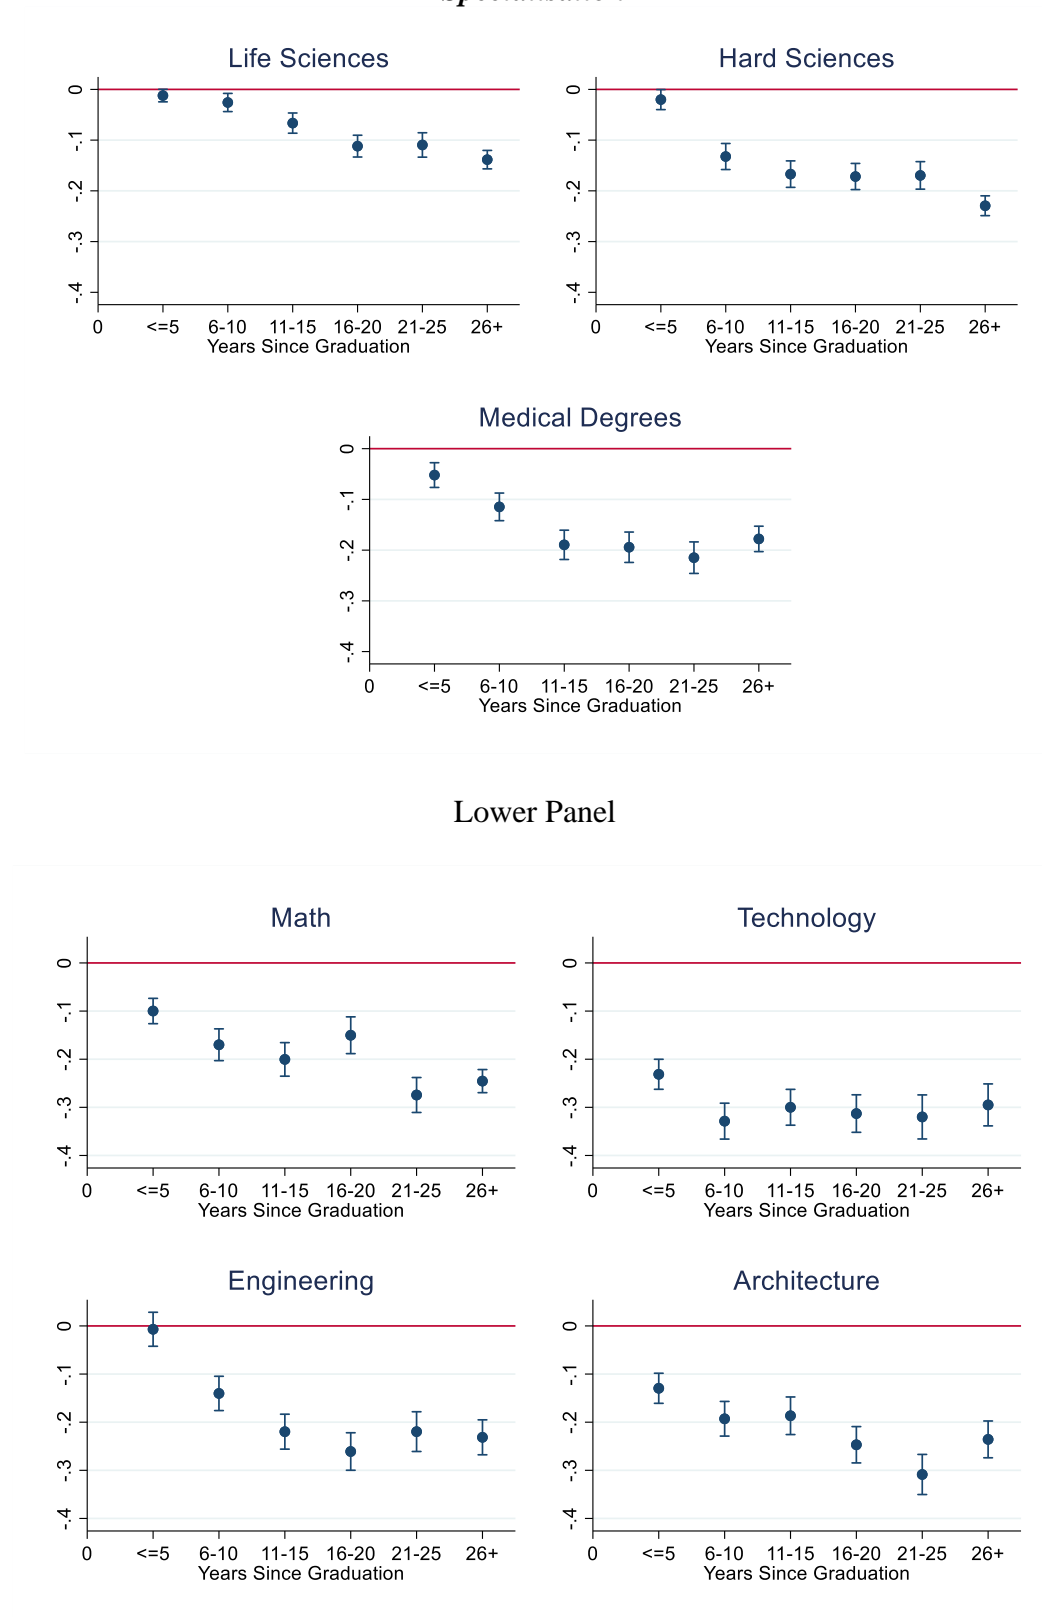 Life Sciences
0
-.1
-.2
-.3
-.4
0 <=5 6-10 11-15 16-20 21-25 26+
Years Since Graduation
Hard Sciences
0
-.1
-.2
-.3
-.4
0 <=5 6-10 11-15 16-20 21-25 26+
Years Since Graduation
Medical Degrees
0
-.1
-.2
-.3
-.4
0 <=5 6-10 11-15 16-20 21-25 26+
Years Since Graduation
Lower Panel
Math
0
-.1
-.2
-.3
-.4
0 <=5 6-10 11-15 16-20 21-25 26+
Years Since Graduation
Technology
0
-.1
-.2
-.3
-.4
0 <=5 6-10 11-15 16-20 21-25 26+
Years Since Graduation
Engineering
0
-.1
-.2
-.3
-.4
0 <=5 6-10 11-15 16-20 21-25 26+
Years Since Graduation
Architecture
0
-.1
-.2
-.3
-.4
0 <=5 6-10 11-15 16-20 21-25 26+
Years Since Graduation